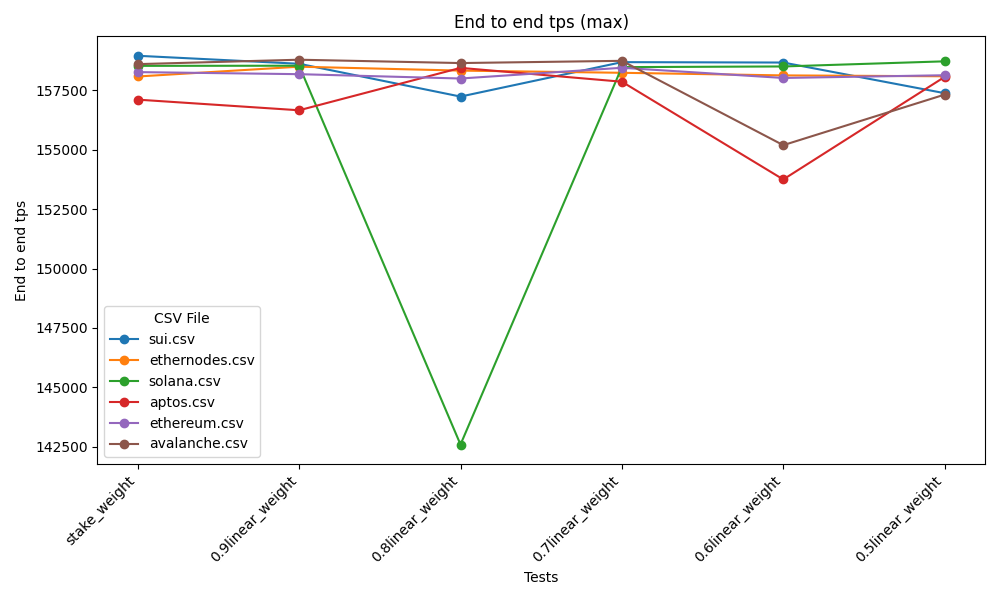 End to end tps (max)
End to end tps
157500
155000
152500
150000
147500
145000
142500
CSV File
sui.csv
ethernodes.csv
solana.csv
aptos.csv
ethereum.csv
avalanche.csv
stake_weight
0.9linear_weight
0.8linear_weight
0.7linear_weight
0.6linear_weight
0.5linear_weight
Tests